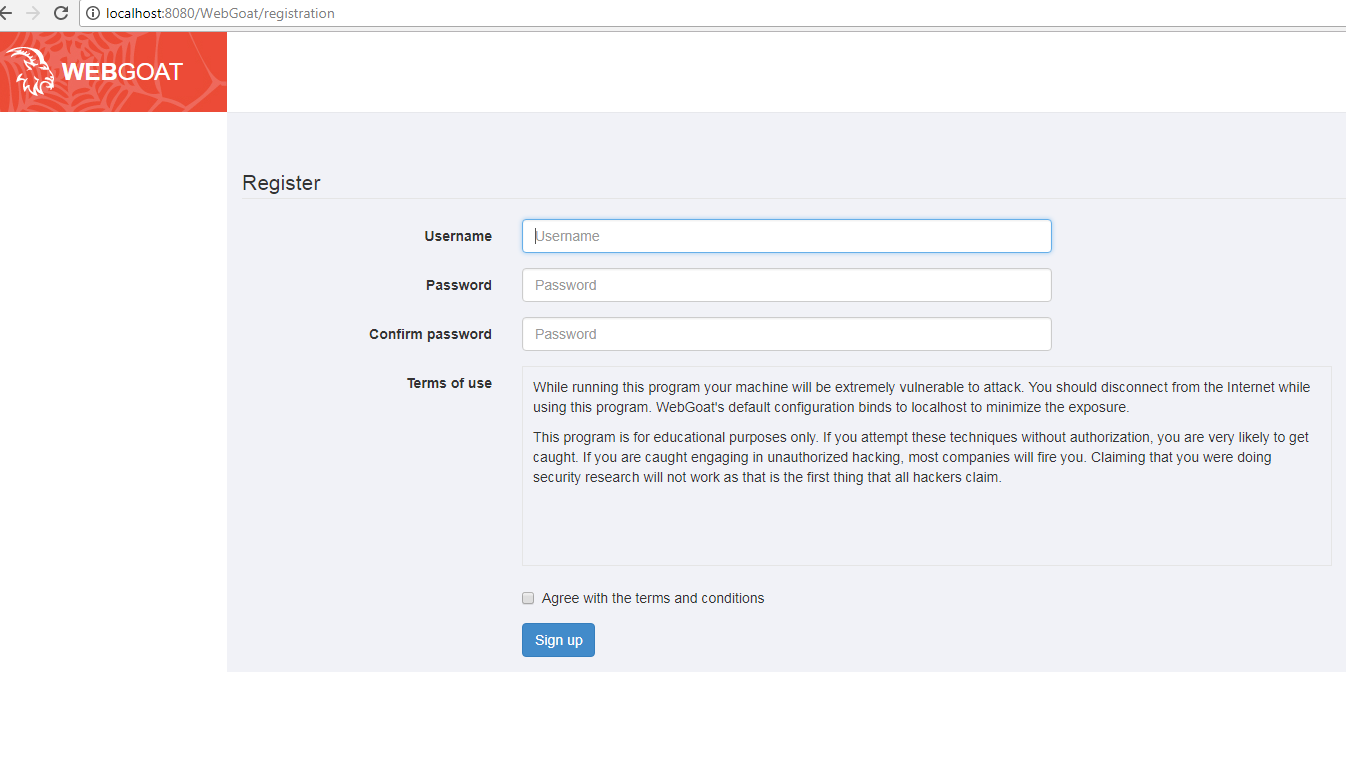 localhost:8080/WebGoat/registration
WEBGOAT
Register
Username
Username
Password
Password
Confirm password
Password
Terms of use
While running this program your machine will be extremely vulnerable to attack. You should disconnect from the Internet while
using this program. WebGoat's default configuration binds to localhost to minimize the exposure.
This program is for educational purposes only. If you attempt these techniques without authorization, you are very likely to get
caught. If you are caught engaging in unauthorized hacking, most companies will fire you. Claiming that you were doing
security research will not work as that is the first thing that all hackers claim.
Agree with the terms and conditions
Sign up